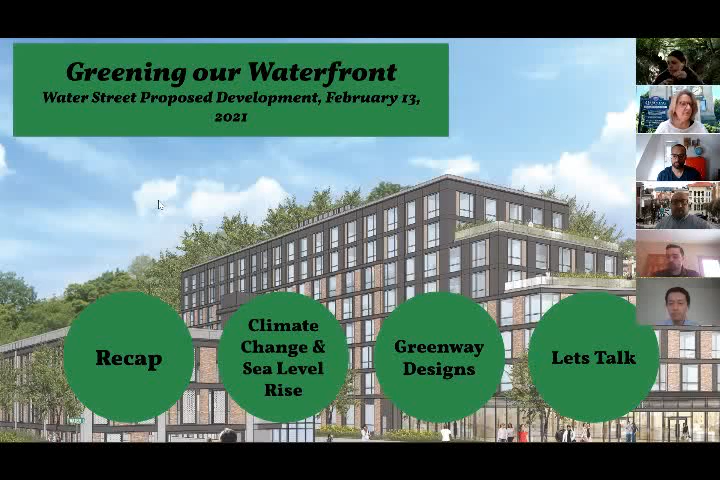 Greening our Waterfront
Water Street Proposed Development, February 13,
2021
Recap
Climate
Change &
Sea Level
Rise
Greenway
Designs
Lets Talk